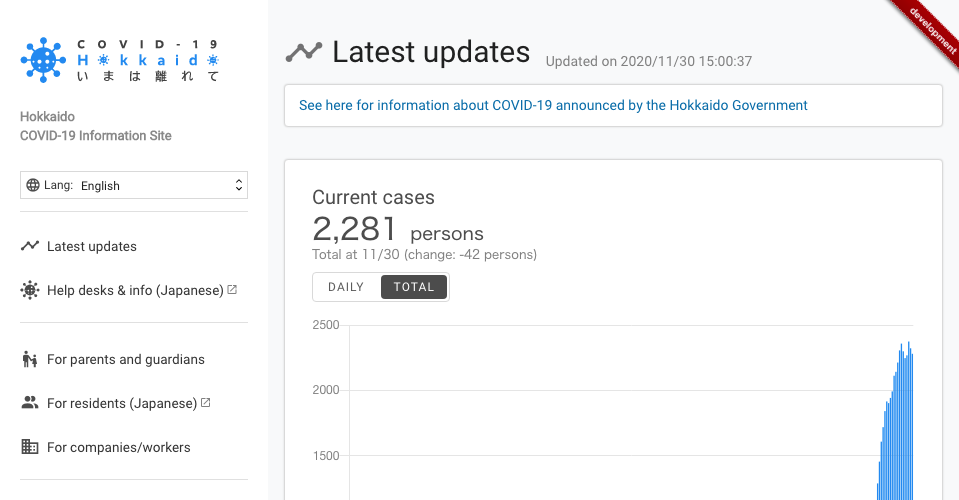 COVID-19
Hokkaido
いまは離れて
Hokkaido
COVID-19 Information Site
Lang: English
Latest updates
Help desks & info (Japanese)
For parents and guardians
For residents (Japanese)
For companies/workers
development
Latest updates Updated on 2020/11/30 15:00:37
See here for information about COVID-19 announced by the Hokkaido Government
Current cases
2,281 persons
Total at 11/30 (change: -42 persons)
DAILY TOTAL
2500
2000
1500